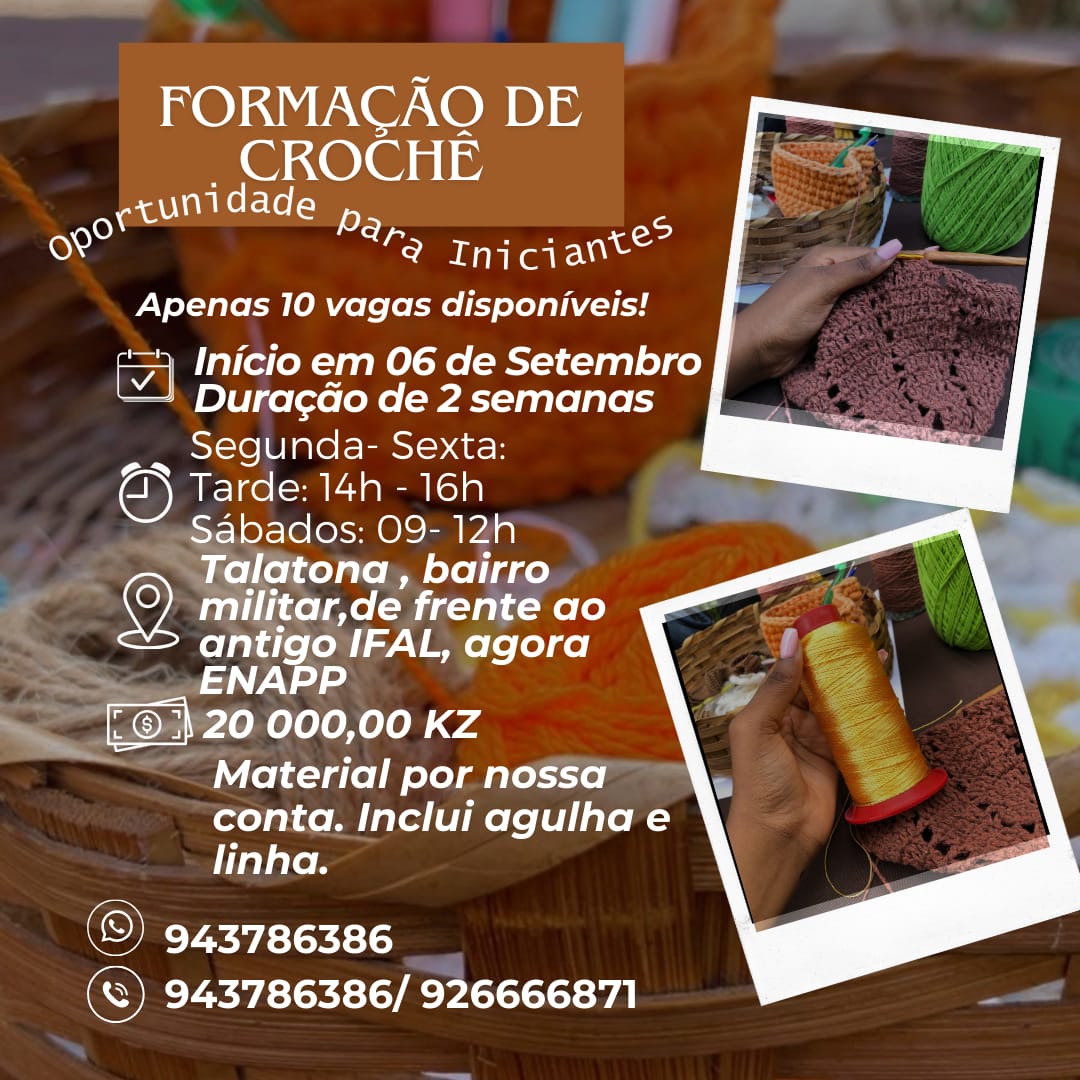 FORMAÇÃO DE
CROCHÊ
Oportunidade para Iniciantes
Apenas 10 vagas disponíveis!
Início em 06 de Setembro
Duração de 2 semanas
Segunda- Sexta:
Tarde: 14h - 16h
Sábados: 09- 12h
Talatona , bairro
militar,de frente ao
antigo IFAL, agora
ENAPP
20 000,00 KZ
Material por nossa
conta. Inclui agulha e
linha.
943786386
943786386/ 926666871